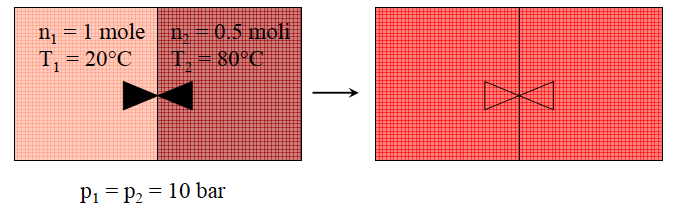 n₁ = 1 mole
T₁ = 20°C
n₂ = 0.5 moli
T₂ = 80°C
p₁ = p₂ = 10 bar